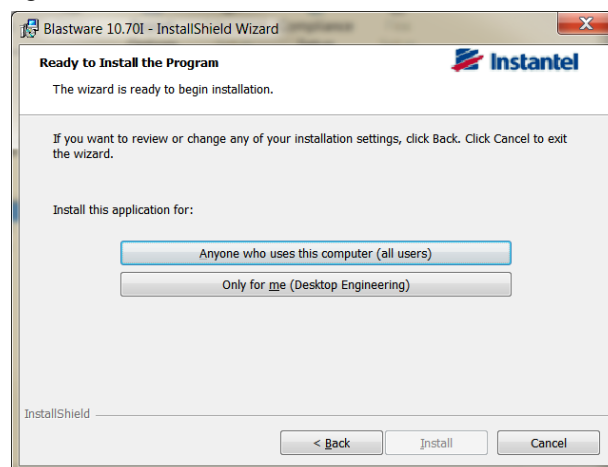 Blastware 10.70I - InstallShield Wizard
Ready to Install the Program
Instantel
The wizard is ready to begin installation.
If you want to review or change any of your installation settings, click Back. Click Cancel to exit
the wizard.
Install this application for:
Anyone who uses this computer (all users)
Only for me (Desktop Engineering)
InstallShield
< Back
Install
Cancel